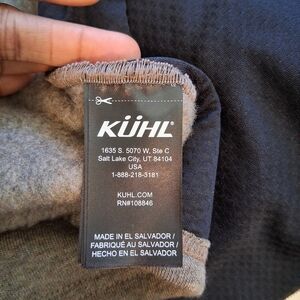 KÜHL
1635 S. 5070 W, Ste C
Salt Lake City, UT 84104
USA
1-888-218-5181
KUHL.COM
RN#108846
MADE IN EL SALVADOR /
FABRIQUÉ AU SALVADOR /
HECHO EN EL SALVADOR